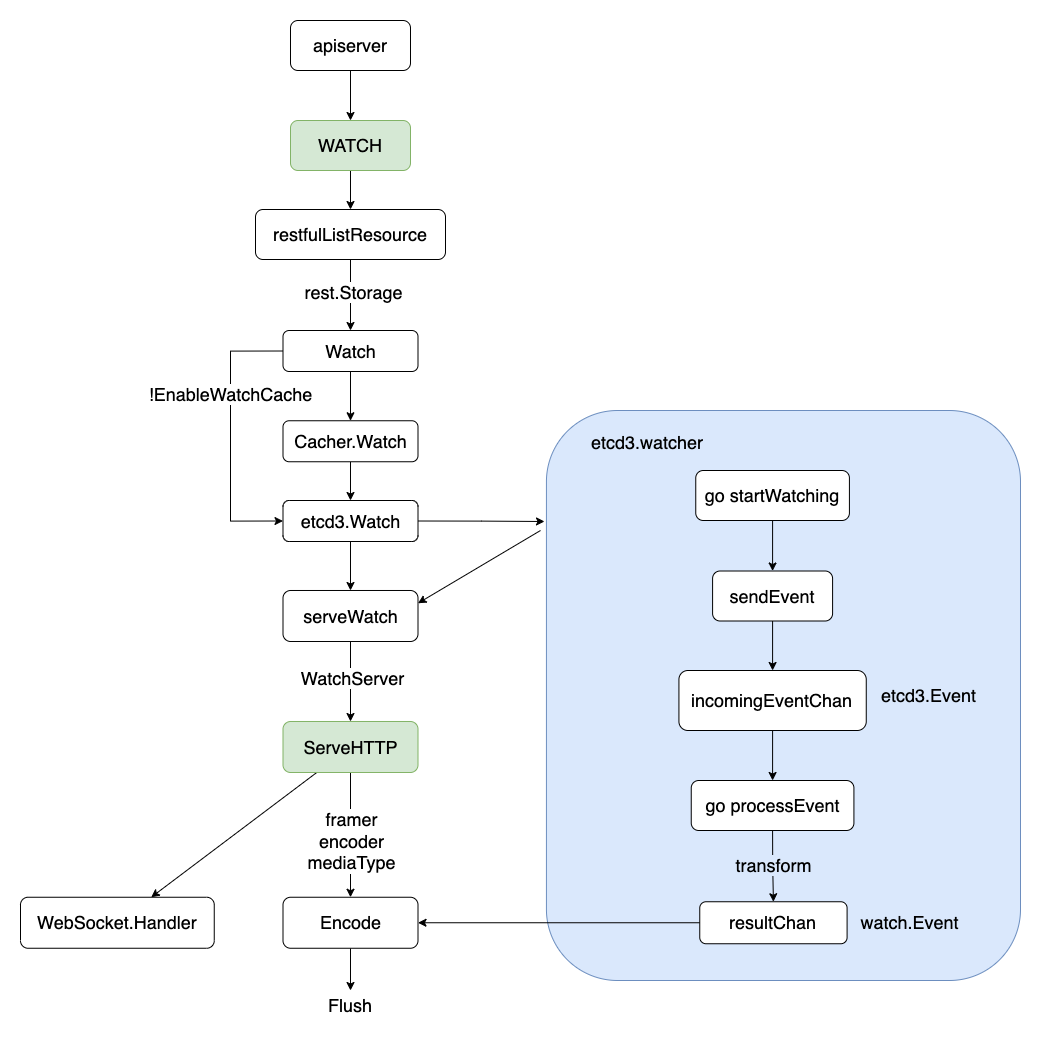 apiserver
WATCH
restfulListResource
rest.Storage
Watch
!EnableWatchCache
Cacher.Watch
etcd3.Watch
serveWatch
WatchServer
ServeHTTP
framer
encoder
mediaType
WebSocket.Handler
Encode
Flush
etcd3.watcher
go startWatching
sendEvent
incomingEventChan
etcd3.Event
go processEvent
transform
resultChan
watch.Event